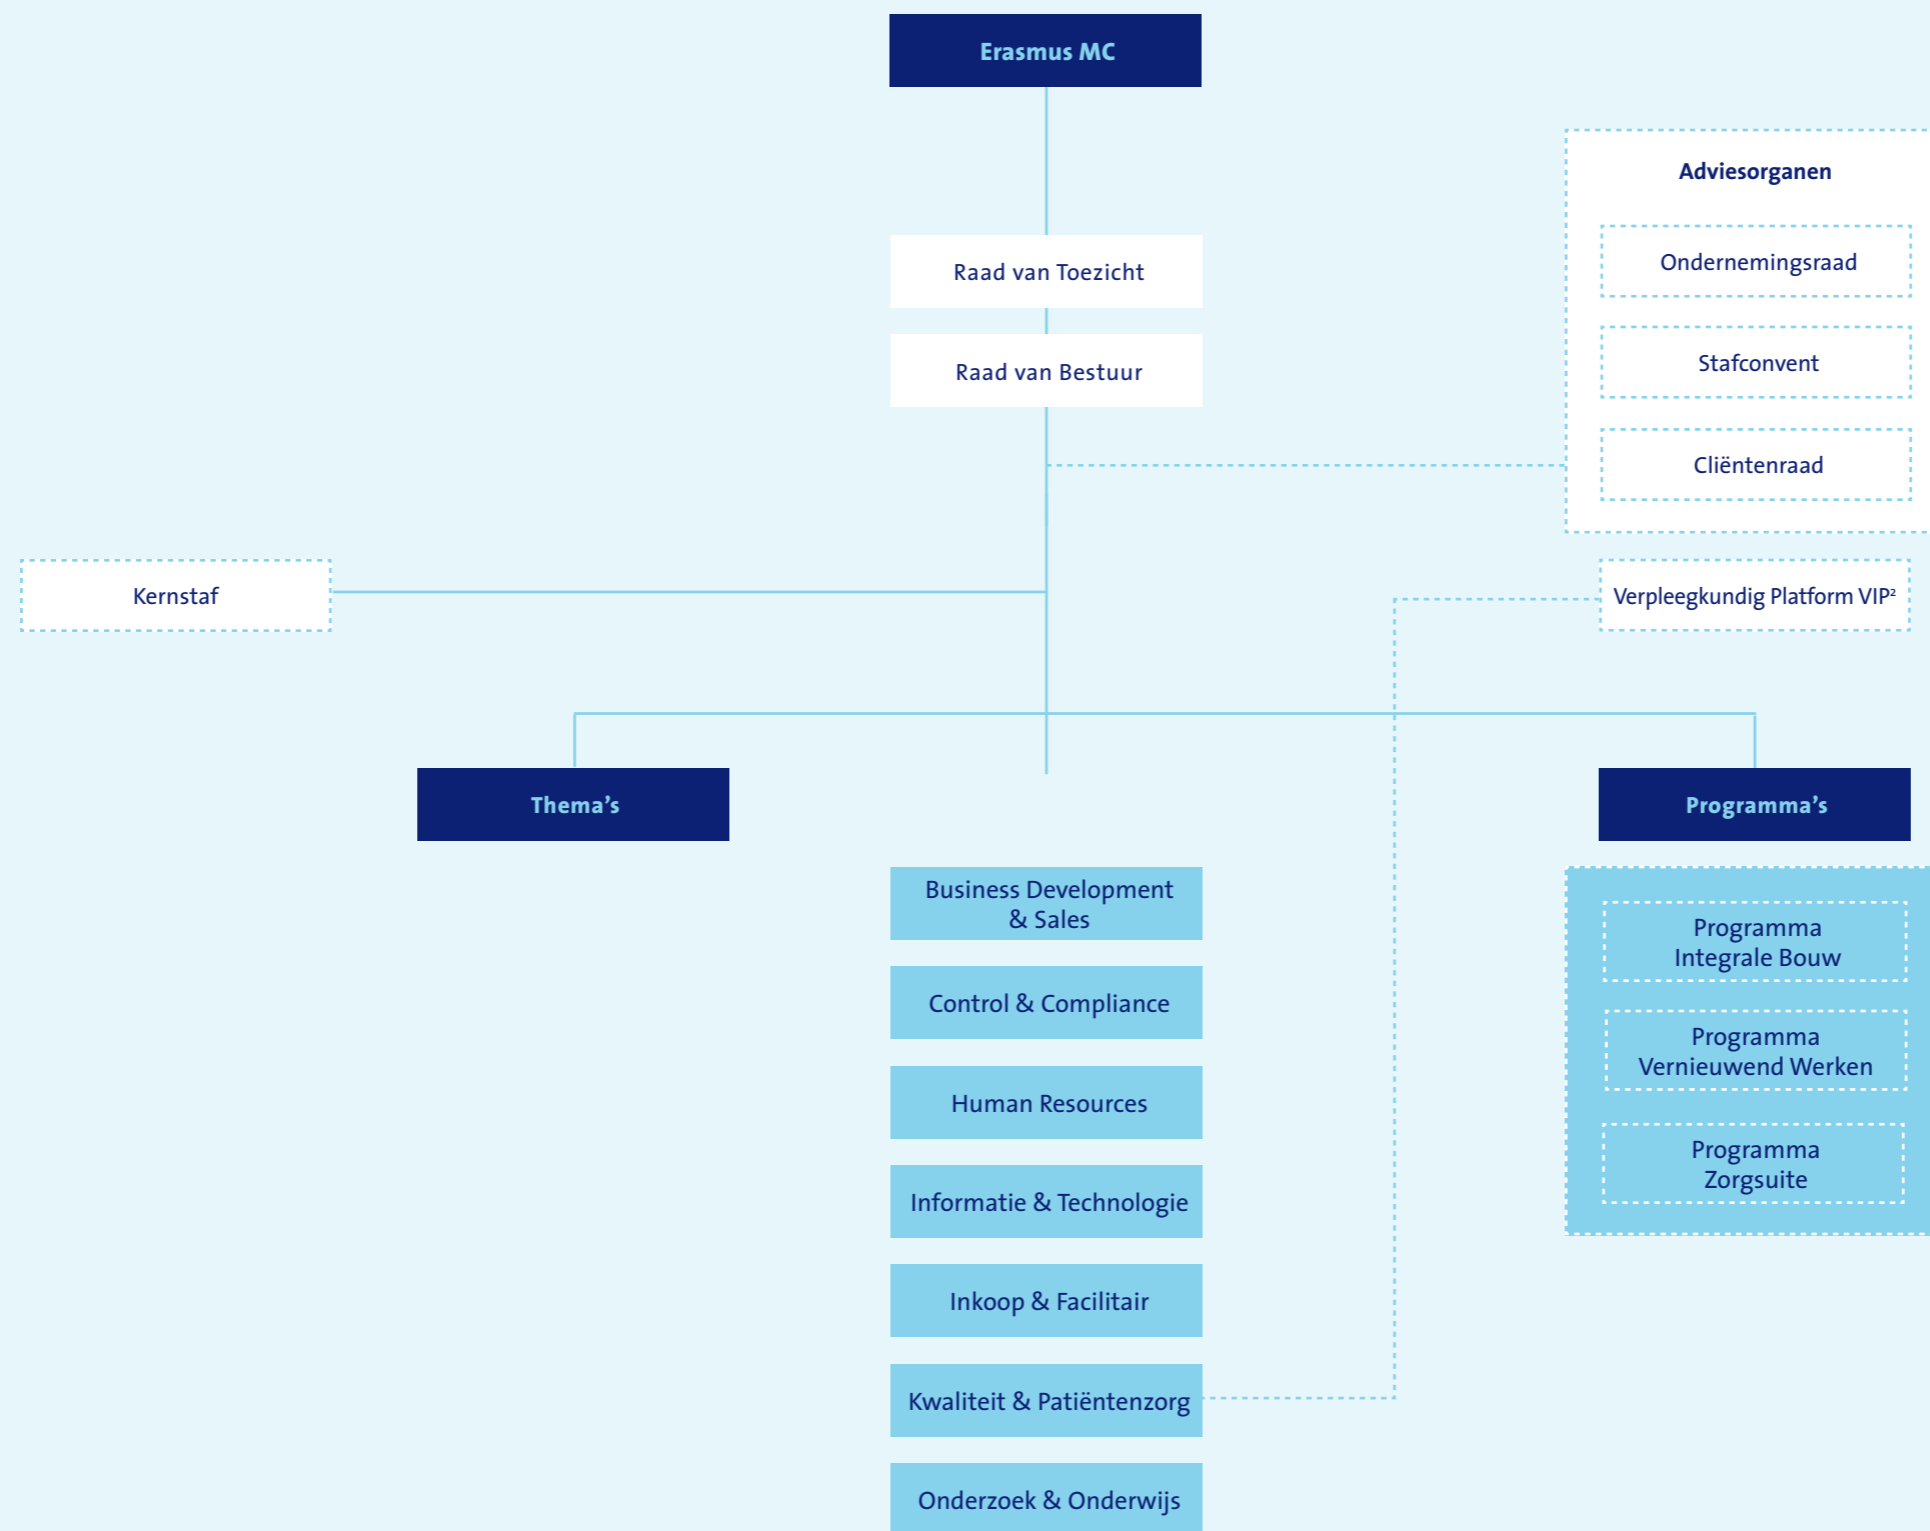 Erasmus MC
Raad van Toezicht
Raad van Bestuur
Adviesorganen
Ondernemingsraad
Stafconvent
Cliëntenraad
Kernstaf
Verpleegkundig Platform VIP²
Thema’s
Programma’s
Business Development
& Sales
Control & Compliance
Human Resources
Informatie & Technologie
Inkoop & Facilitair
Kwaliteit & Patiëntenzorg
Onderzoek & Onderwijs
Programma
Integrale Bouw
Programma
Vernieuwend Werken
Programma
Zorgsuite